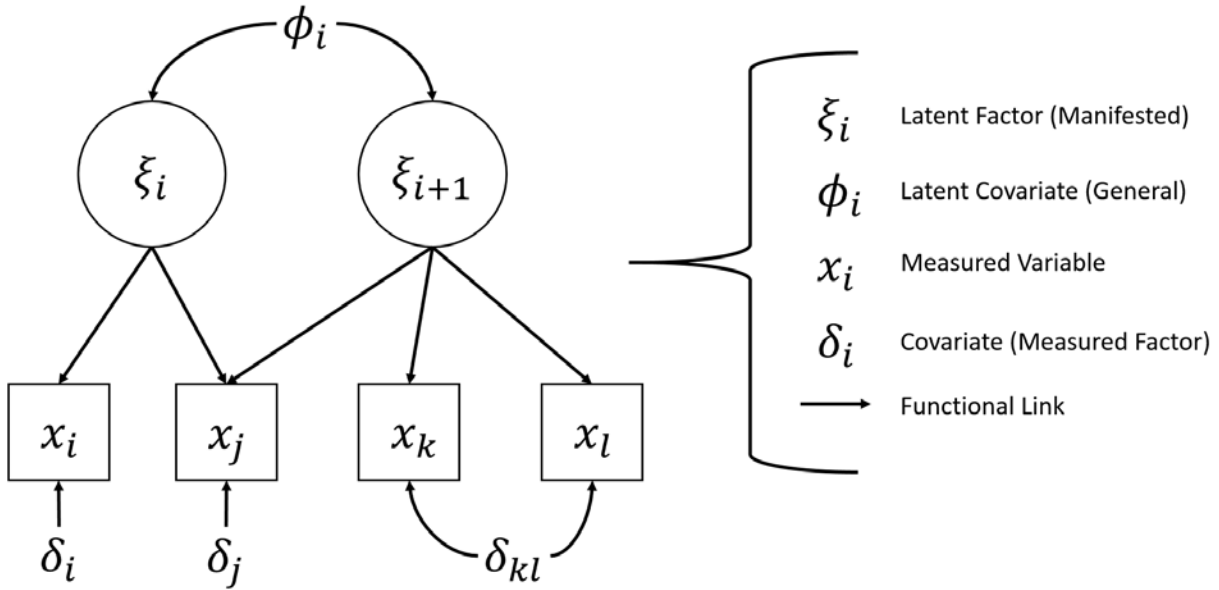 ϕᵢ
ξᵢ
ξᵢ₊₁
xᵢ
xⱼ
xₖ
xₗ
δᵢ
δⱼ
δₖₗ
ξᵢ Latent Factor (Manifested)
ϕᵢ Latent Covariate (General)
xᵢ Measured Variable
δᵢ Covariate (Measured Factor)
Functional Link